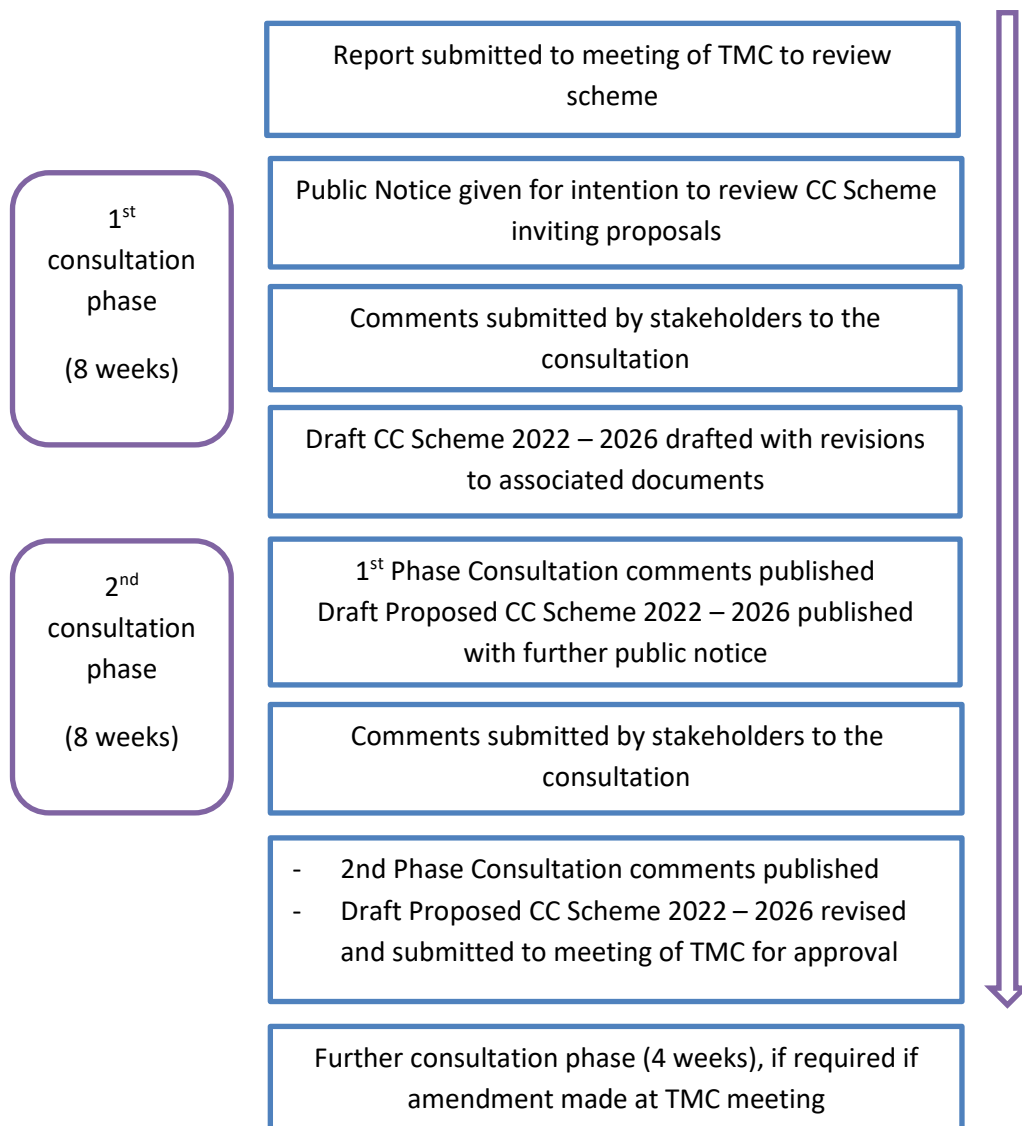 Report submitted to meeting of TMC to review
scheme
1st
consultation
phase
(8 weeks)
Public Notice given for intention to review CC Scheme
inviting proposals
Comments submitted by stakeholders to the
consultation
Draft CC Scheme 2022 – 2026 drafted with revisions
to associated documents
2nd
consultation
phase
(8 weeks)
1st Phase Consultation comments published
Draft Proposed CC Scheme 2022 – 2026 published
with further public notice
Comments submitted by stakeholders to the
consultation
- 2nd Phase Consultation comments published
- Draft Proposed CC Scheme 2022 – 2026 revised
and submitted to meeting of TMC for approval
Further consultation phase (4 weeks), if required if
amendment made at TMC meeting